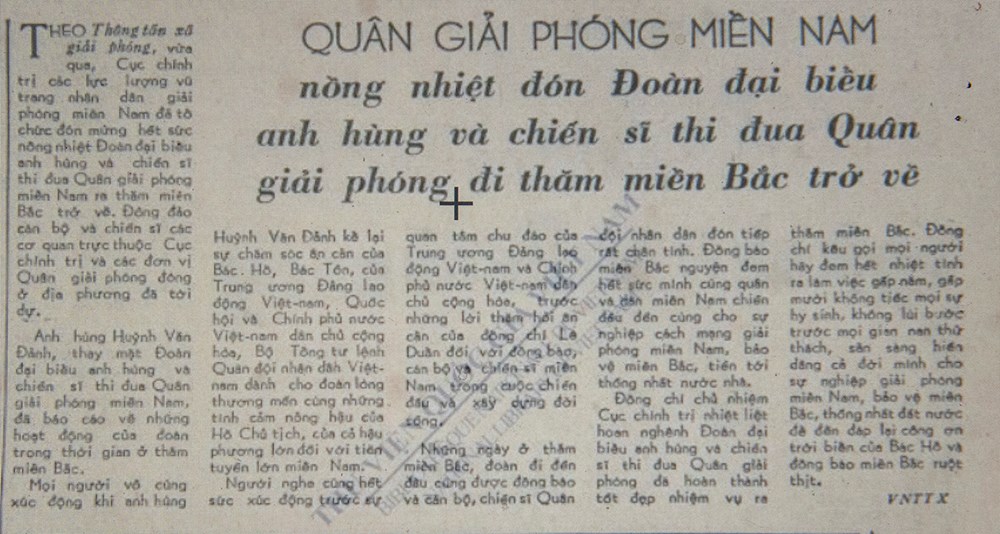 QUÂN GIẢI PHÓNG MIỀN NAM
nồng nhiệt đón Đoàn đại biểu
anh hùng và chiến sĩ thi đua Quân
giải phóng đi thăm miền Bắc trở về
THEO Thông tấn xã
giải phóng, vừa
qua, Cục chính
trị các lực lượng vũ
trang nhân dân giải
phóng miền Nam đã tổ
chức đón mừng hết sức
nồng nhiệt Đoàn đại biểu
anh hùng và chiến sĩ
thi đua Quân giải phóng
miền Nam ra thăm miền
Bắc trở về. Đông đảo
cán bộ và chiến sĩ các
cơ quan trực thuộc Cục
chính trị và các đơn vị
Quân giải phóng đóng
ở địa phương đã tới
dự.
Anh hùng Huỳnh Văn
Đảnh, thay mặt Đoàn
đại biểu anh hùng và
chiến sĩ thi đua Quân
giải phóng miền Nam,
đã báo cáo về những
hoạt động của đoàn
trong thời gian ở thăm
miền Bắc.
Mọi người vô cùng
xúc động khi anh hùng
Huỳnh Văn Đảnh kể lại
sự chăm sóc ân cần của
Bác Hồ, Bác Tôn, của
Trung ương Đảng lao
động Việt-nam, Quốc
hội và Chính phủ nước
Việt-nam dân chủ cộng
hòa, Bộ Tổng tư lệnh
Quân đội nhân dân Việt-
nam dành cho đoàn lòng
thương mến cùng những
tình cảm nồng hậu của
Hồ Chủ tịch, của cả hậu
phương lớn đối với tiền
tuyến lớn miền Nam.
Người nghe cũng hết
sức xúc động trước sự
quan tâm chu đáo của
Trung ương Đảng lao
động Việt-nam và Chính
phủ nước Việt-nam dân
chủ cộng hòa, trước
những lời thăm hỏi ân
cần của đồng chí Lê
Duẩn đối với đồng bào,
cán bộ và chiến sĩ miền
Nam trong cuộc chiến
đấu và xây dựng đời
sống.
Những ngày ở thăm
miền Bắc, đoàn đi đến
đâu cũng được đồng bào
và cán bộ, chiến sĩ Quân
đội nhân dân đón tiếp
rất chân tình. Đồng bào
miền Bắc nguyện đem
hết sức mình cùng quân
và dân miền Nam chiến
đấu đến cùng cho sự
nghiệp cách mạng giải
phóng miền Nam, bảo
vệ miền Bắc, tiến tới
thống nhất nước nhà.
Đồng chí chủ nhiệm
Cục chính trị nhiệt liệt
hoan nghênh Đoàn đại
biểu anh hùng và chiến
sĩ thi đua Quân giải
phóng đã hoàn thành
tốt đẹp nhiệm vụ ra
thăm miền Bắc. Đồng
chí kêu gọi mọi người
hãy đem hết nhiệt tình
ra làm việc gấp năm, gấp
mười không tiếc mọi sự
hy sinh, không lùi bước
trước mọi gian nan thử
thách, sẵn sàng hiến
dâng cả đời mình cho
sự nghiệp giải phóng
miền Nam, bảo vệ miền
Bắc, thống nhất đất nước
để đền đáp lại công ơn
trời biển của Bác Hồ và
đồng bào miền Bắc ruột
thịt.
VNTTX
THƯ VIỆN QUỐC GIA VIỆT NAM